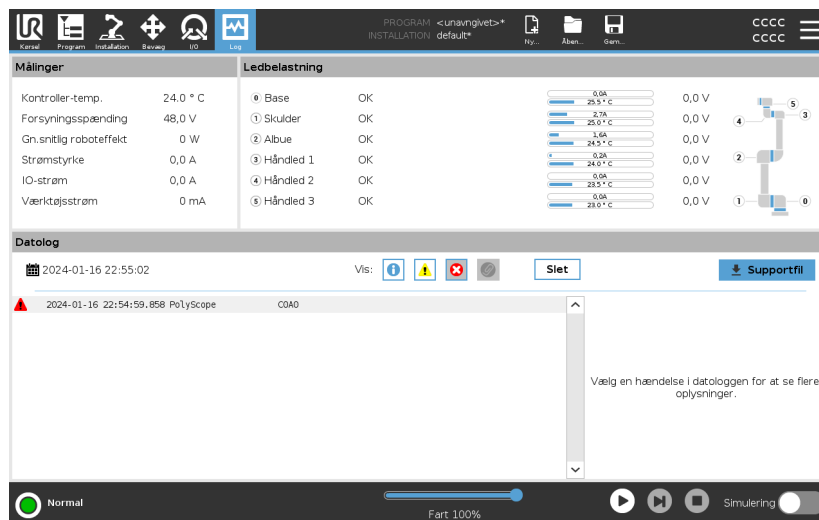 PROGRAM <unavngivet>*
INSTALLATION default*
CCCC
CCCC
Kørsel Program Installation Bevæg I/O Log Ny... Åben... Gem...
Målinger Ledbelastning
Kontroller-temp. 24.0 ° C 0 Base OK 0,0A 25.5 ° C 0,0 V
Forsyningsspænding 48,0 V 1 Skulder OK 2,7A 25.0 ° C 0,0 V
Gn.snitlig roboteffekt 0 W 2 Albue OK 1,6A 24.5 ° C 0,0 V
Strømstyrke 0,0 A 3 Håndled 1 OK 0,2A 24.0 ° C 0,0 V
IO-strøm 0,0 A 4 Håndled 2 OK 0,0A 23.5 ° C 0,0 V
Værktøjsstrøm 0 mA 5 Håndled 3 OK 0,0A 23.0 ° C 0,0 V
5
4 3
2
1 0
Datolog
2024-01-16 22:55:02 Vis: Slet Supportfil
2024-01-16 22:54:59.858 PolyScope C0A0
Vælg en hændelse i datologgen for at se flere
oplysninger.
Normal Simulering
Fart 100%